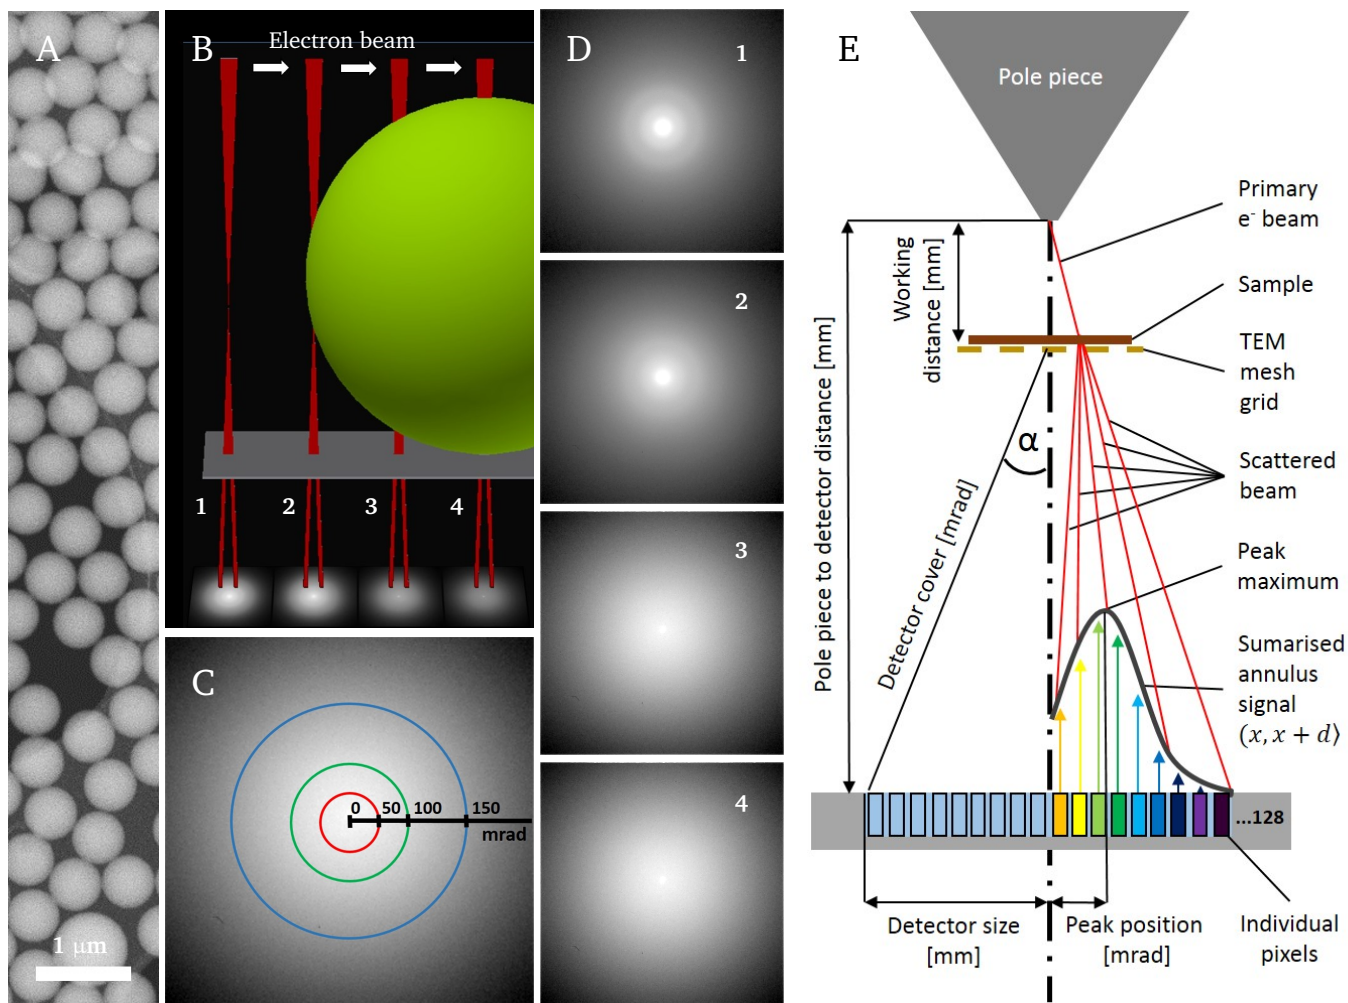 A
1 µm
B
Electron beam
1
2
3
4
C
0
50
100
150
mrad
D
1
2
3
4
E
Pole piece
Primary
e⁻ beam
Working
distance [mm]
Sample
TEM
mesh
grid
Pole piece to detector distance [mm]
α
Detector cover [mrad]
Scattered
beam
Peak
maximum
Sumarised
annulus
signal
(x, x + d⟩
...128
Detector size
[mm]
Peak position
[mrad]
Individual
pixels